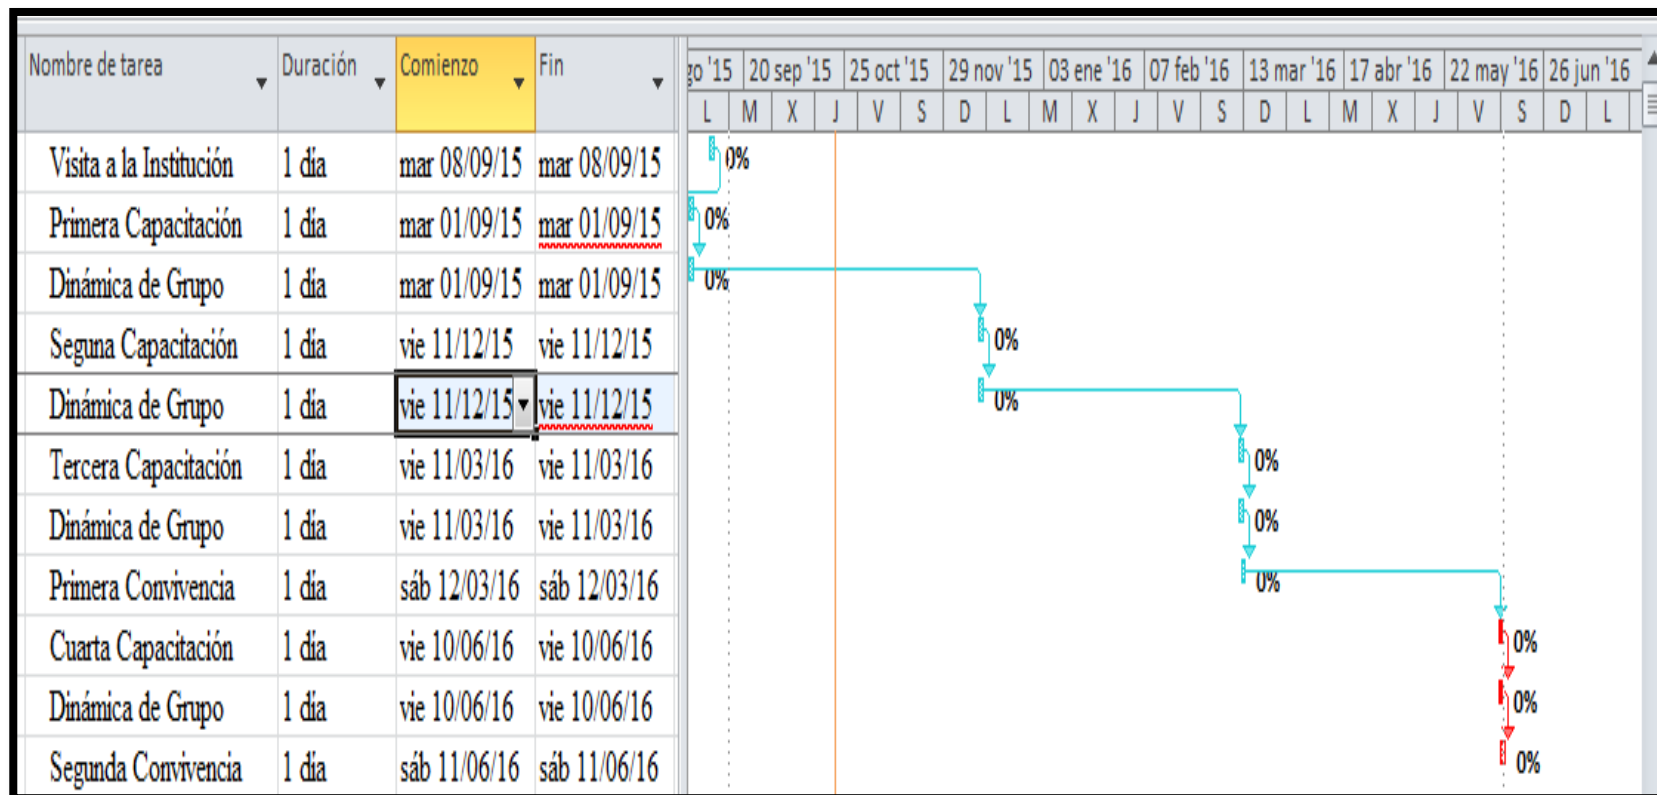 Nombre de tarea Duración Comienzo Fin
go '15 20 sep '15 25 oct '15 29 nov '15 03 ene '16 07 feb '16 13 mar '16 17 abr '16 22 may '16 26 jun '16
L M X J V S D L M X J V S D L M X J V S D L
Visita a la Institución 1 día mar 08/09/15 mar 08/09/15 0%
Primera Capacitación 1 día mar 01/09/15 mar 01/09/15 0%
Dinámica de Grupo 1 día mar 01/09/15 mar 01/09/15 0%
Seguna Capacitación 1 día vie 11/12/15 vie 11/12/15 0%
Dinámica de Grupo 1 día vie 11/12/15 vie 11/12/15 0%
Tercera Capacitación 1 día vie 11/03/16 vie 11/03/16 0%
Dinámica de Grupo 1 día vie 11/03/16 vie 11/03/16 0%
Primera Convivencia 1 día sáb 12/03/16 sáb 12/03/16 0%
Cuarta Capacitación 1 día vie 10/06/16 vie 10/06/16 0%
Dinámica de Grupo 1 día vie 10/06/16 vie 10/06/16 0%
Segunda Convivencia 1 día sáb 11/06/16 sáb 11/06/16 0%